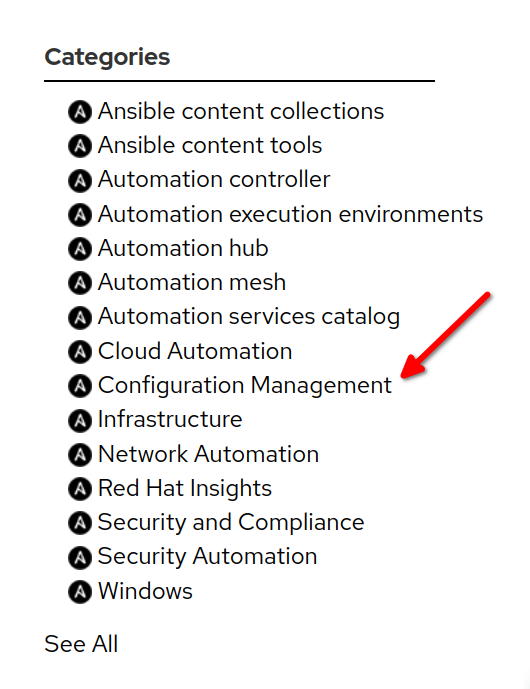 Categories
Ansible content collections
Ansible content tools
Automation controller
Automation execution environments
Automation hub
Automation mesh
Automation services catalog
Cloud Automation
Configuration Management
Infrastructure
Network Automation
Red Hat Insights
Security and Compliance
Security Automation
Windows
See All